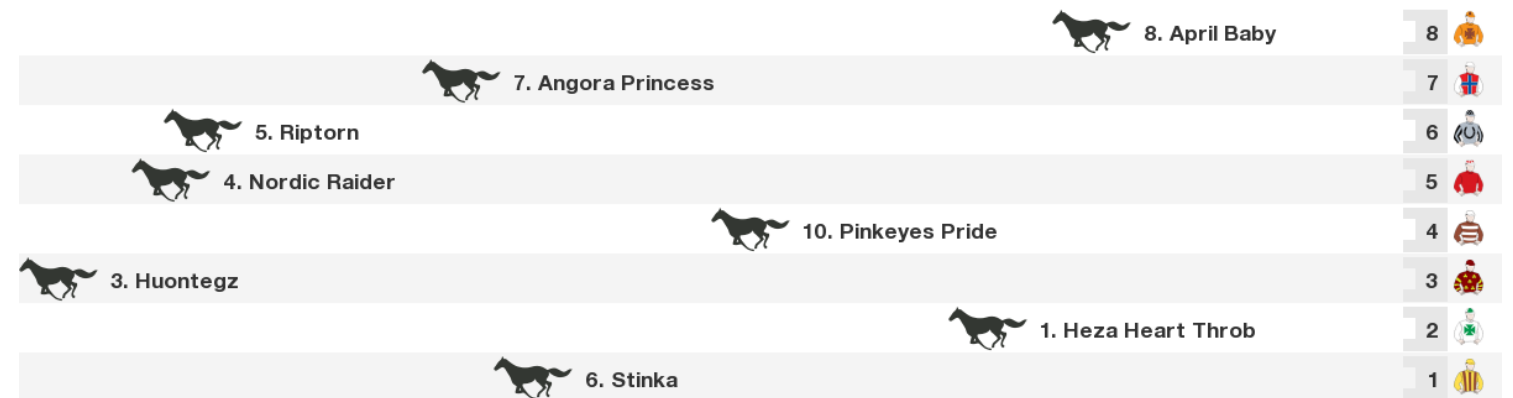 8. April Baby 8
7. Angora Princess 7
5. Riptorn 6
4. Nordic Raider 5
10. Pinkeyes Pride 4
3. Huontegz 3
1. Heza Heart Throb 2
6. Stinka 1